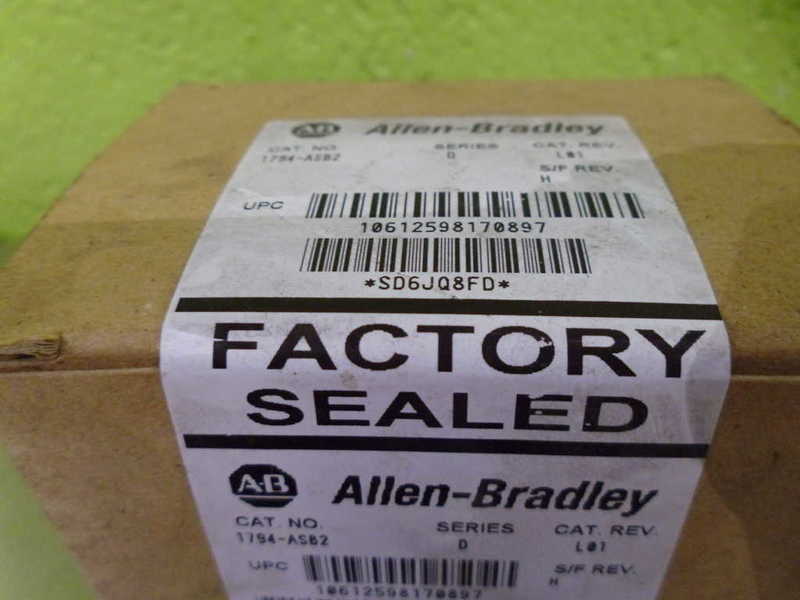 AB Allen-Bradley
CAT. NO. SERIES CAT. REV.
1794-ASB2 D L01
S/F REV.
H
UPC
10612598170897
*SD6JQ8FD*
FACTORY
SEALED
A-B Allen-Bradley
CAT. NO. SERIES CAT. REV.
1794-ASB2 D L01
UPC S/F REV.
H
10612598170897